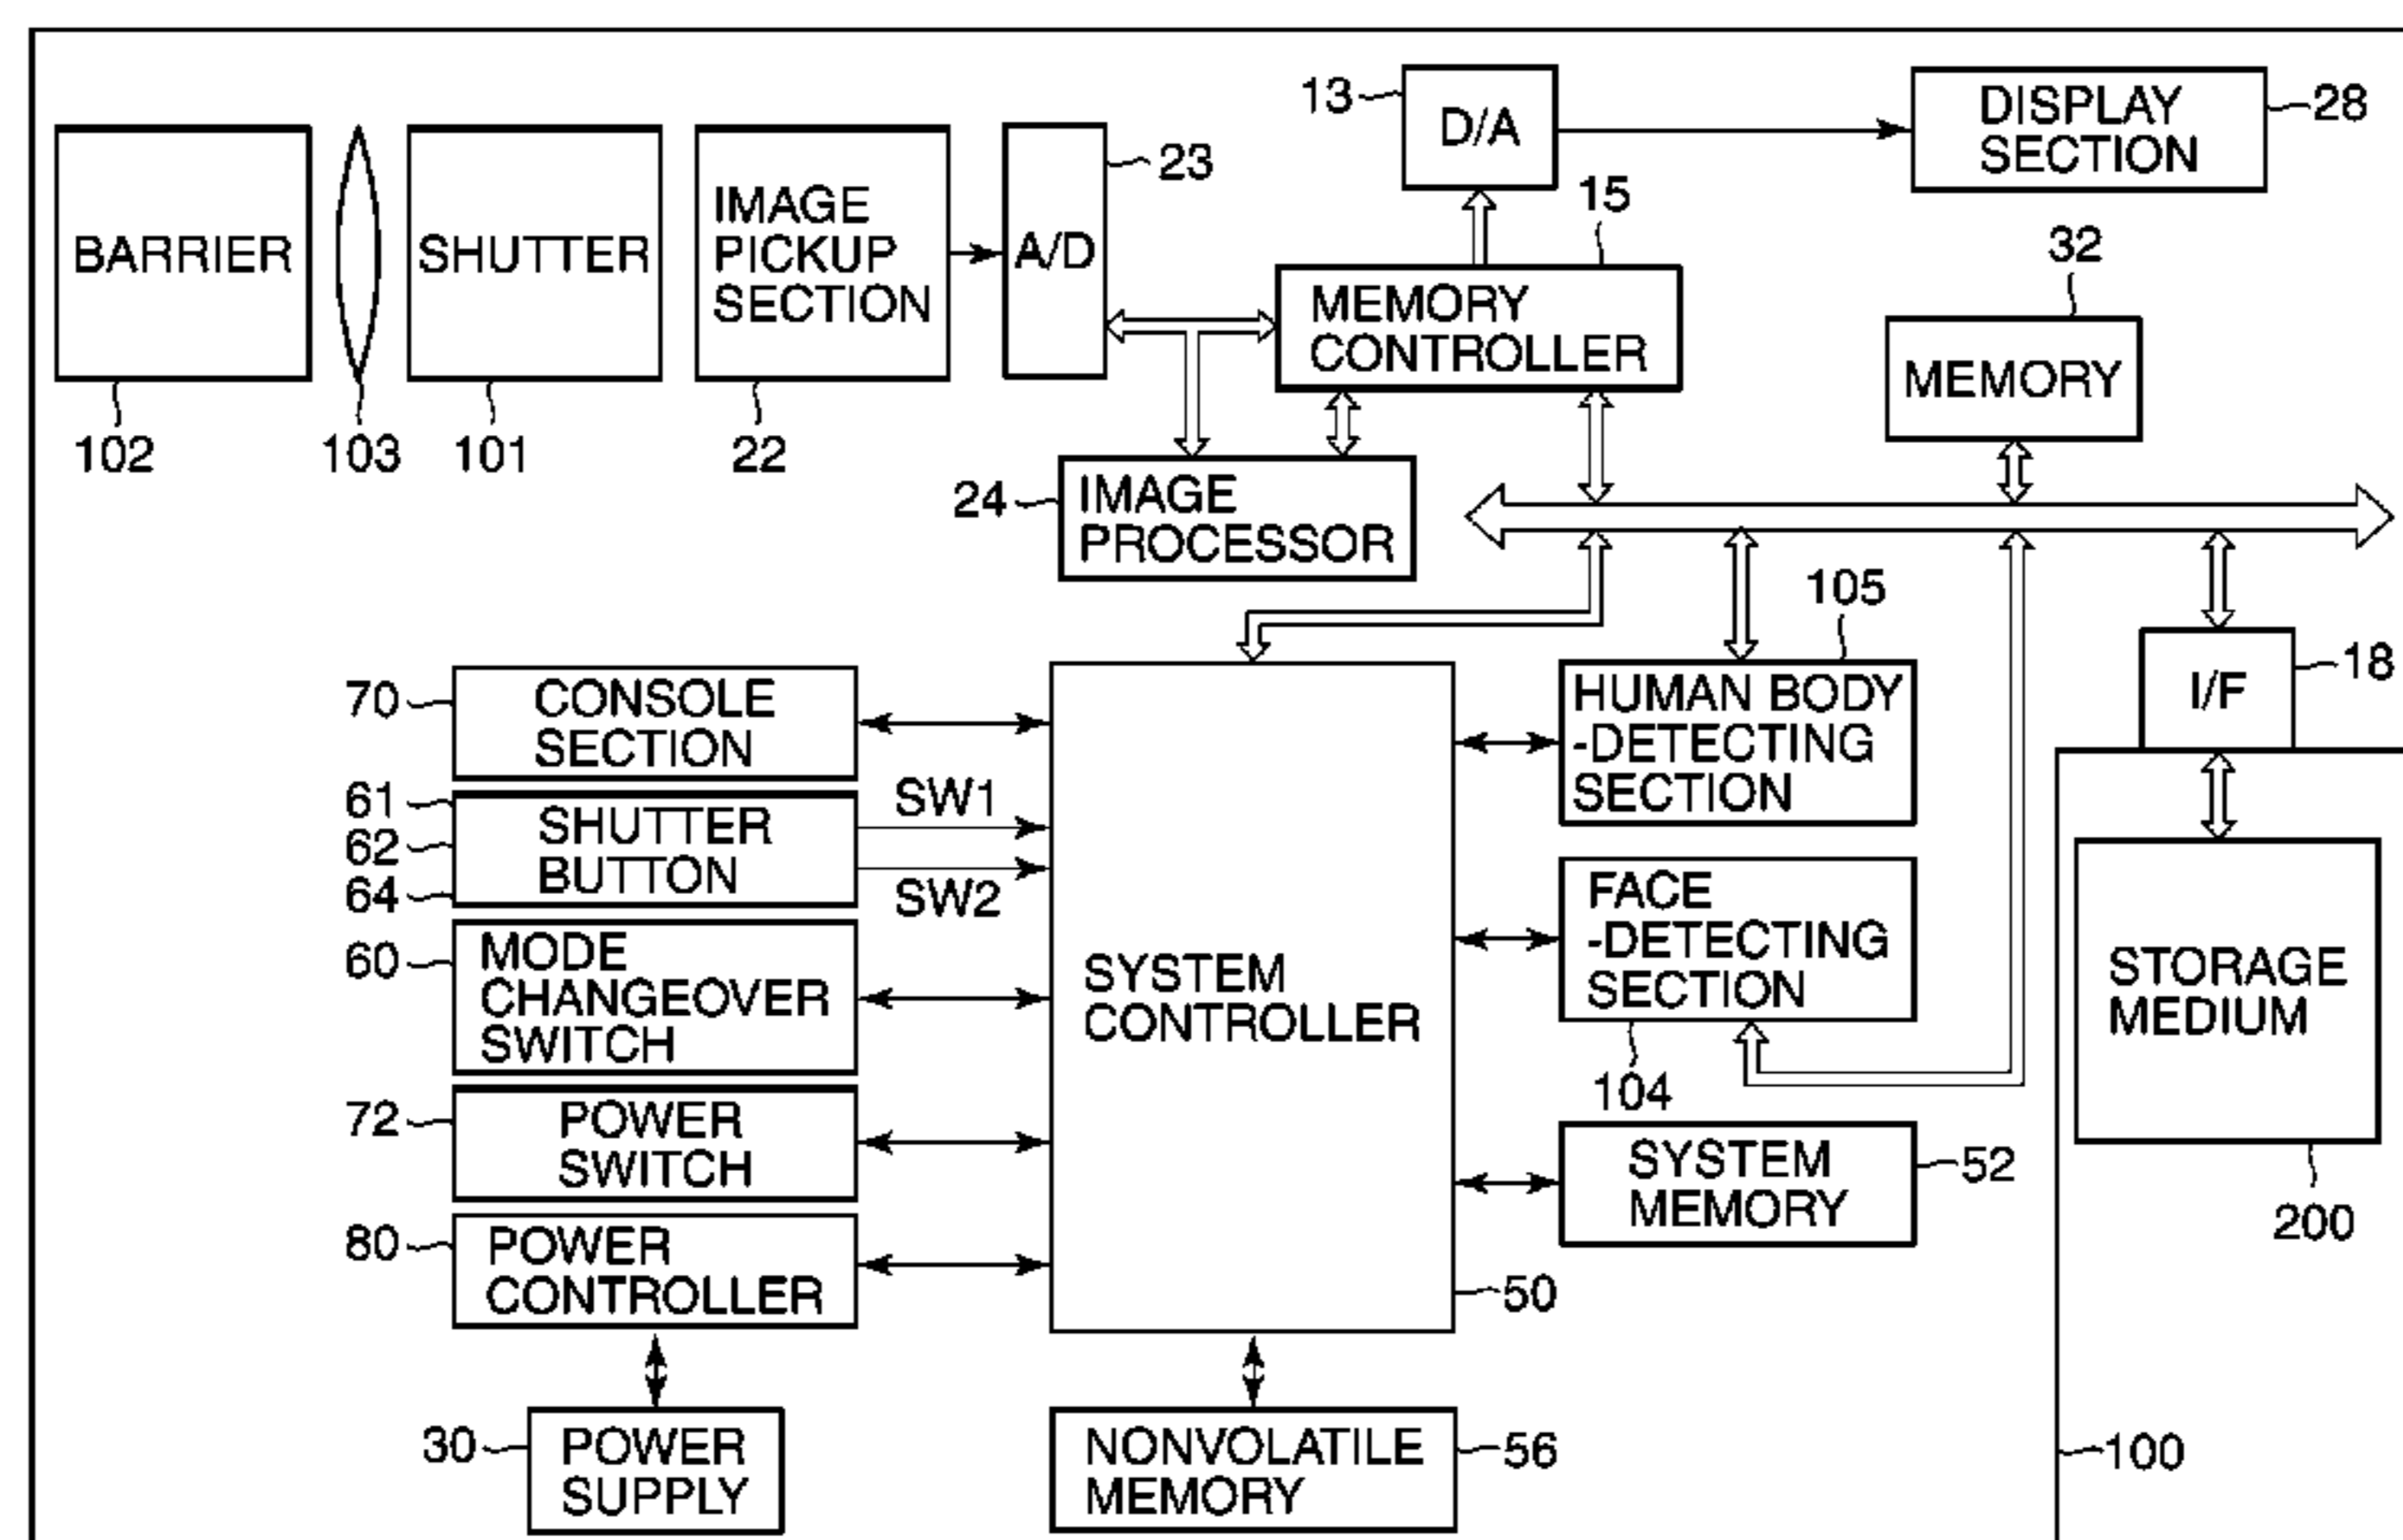 13
D/A
DISPLAY
SECTION
28
BARRIER
102
103
SHUTTER
101
IMAGE
PICKUP
SECTION
22
A/D
23
15
MEMORY
CONTROLLER
32
MEMORY
24
IMAGE
PROCESSOR
105
HUMAN BODY
-DETECTING
SECTION
I/F
18
70
CONSOLE
SECTION
61
62
64
SHUTTER
BUTTON
SW1
SW2
60
MODE
CHANGEOVER
SWITCH
72
POWER
SWITCH
80
POWER
CONTROLLER
30
POWER
SUPPLY
SYSTEM
CONTROLLER
50
FACE
-DETECTING
SECTION
104
SYSTEM
MEMORY
52
NONVOLATILE
MEMORY
56
STORAGE
MEDIUM
200
100